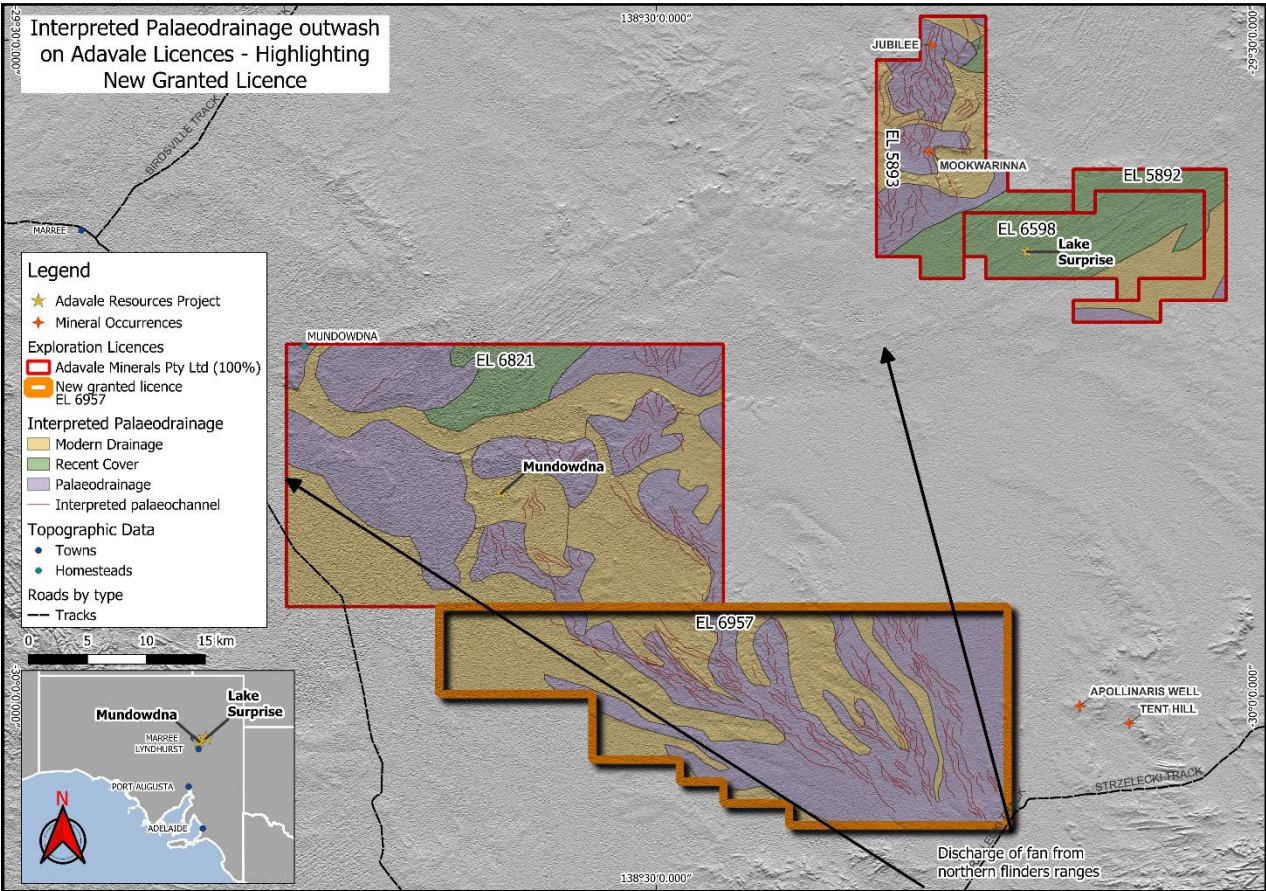 Interpreted Palaeodrainage outwash
on Adavale Licences - Highlighting
New Granted Licence
-29°30'0.000"
138°30'0.000"
-29°30'0.000"
BIRDSVILLE TRACK
MARREE
JUBILEE
EL 5893
MOOKWARINNA
EL 5892
EL 6598
Lake
Surprise
Legend
Adavale Resources Project
Mineral Occurrences
Exploration Licences
Adavale Minerals Pty Ltd (100%)
New granted licence
EL 6957
Interpreted Palaeodrainage
Modern Drainage
Recent Cover
Palaeodrainage
Interpreted palaeochannel
Topographic Data
Towns
Homesteads
Roads by type
Tracks
0 5 10 15 km
MUNDOWDNA
EL 6821
Mundowdna
EL 6957
APOLLINARIS WELL
TENT HILL
STRZELECKI TRACK
-30°0'0.000"
-30°0'0.000"
Lake
Surprise
Mundowdna
MARREE
LYNDHURST
PORT AUGUSTA
ADELAIDE
N
Discharge of fan from
northern flinders ranges
138°30'0.000"